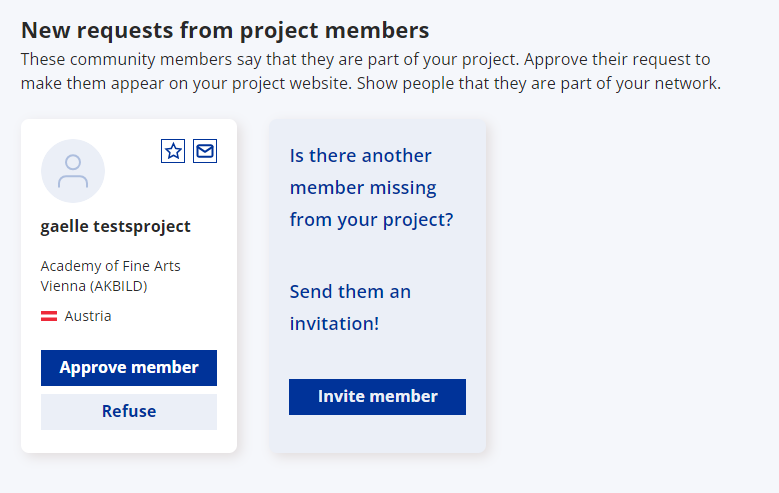 New requests from project members
These community members say that they are part of your project. Approve their request to
make them appear on your project website. Show people that they are part of your network.
gaelle testsproject
Academy of Fine Arts
Vienna (AKBILD)
Austria
Approve member
Refuse
Is there another
member missing
from your project?
Send them an
invitation!
Invite member